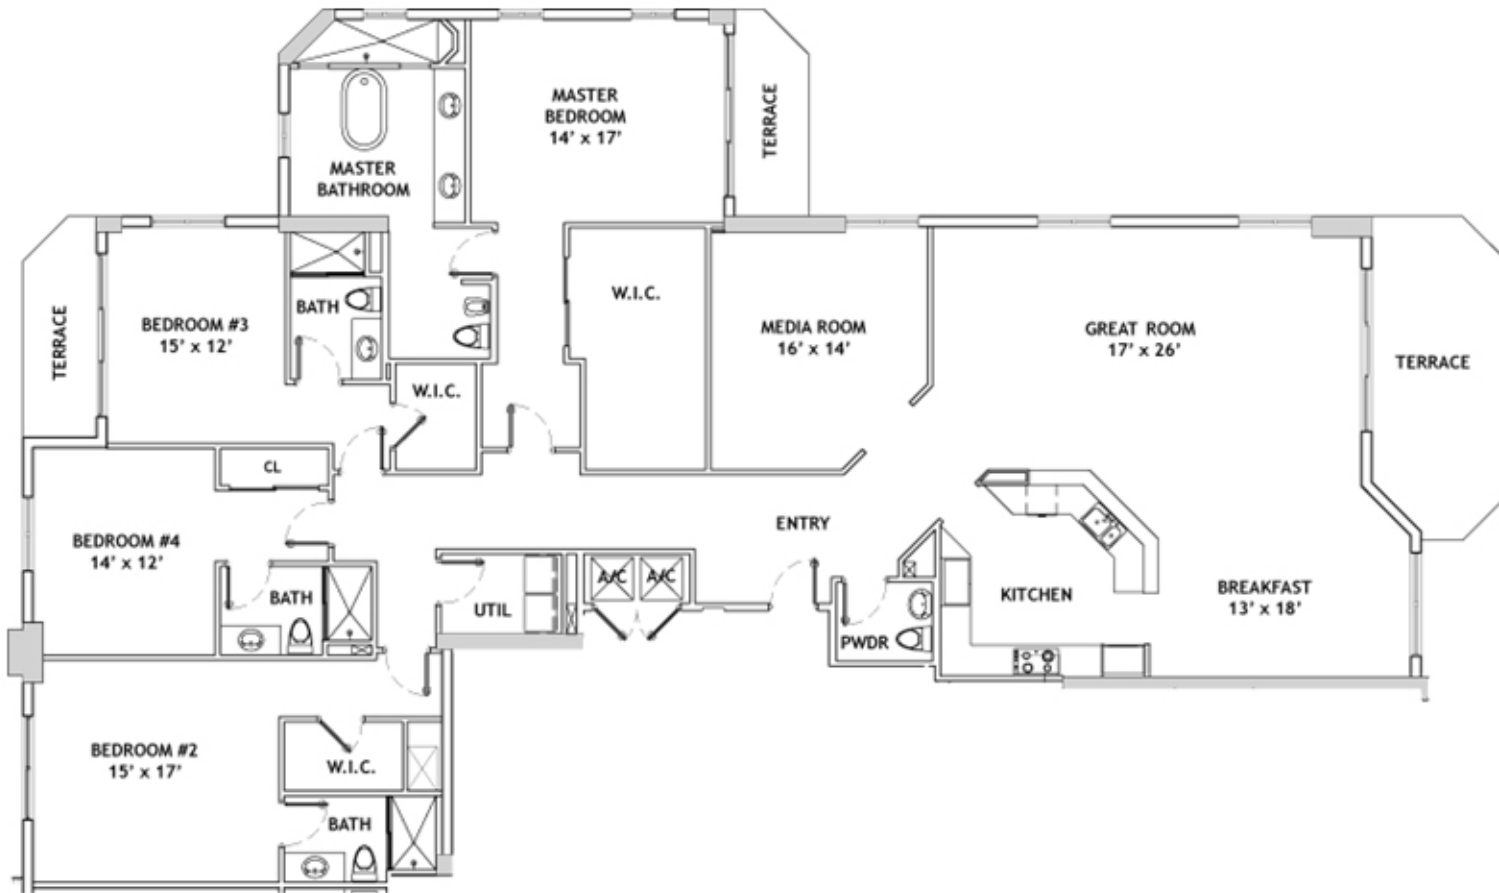 MASTER
BEDROOM
14' x 17'
TERRACE
MASTER
BATHROOM
W.I.C.
BATH
BEDROOM #3
15' x 12'
TERRACE
MEDIA ROOM
16' x 14'
GREAT ROOM
17' x 26'
TERRACE
W.I.C.
CL
ENTRY
BEDROOM #4
14' x 12'
A/C
A/C
BATH
UTIL
KITCHEN
BREAKFAST
13' x 18'
PWDR
BEDROOM #2
15' x 17'
W.I.C.
BATH